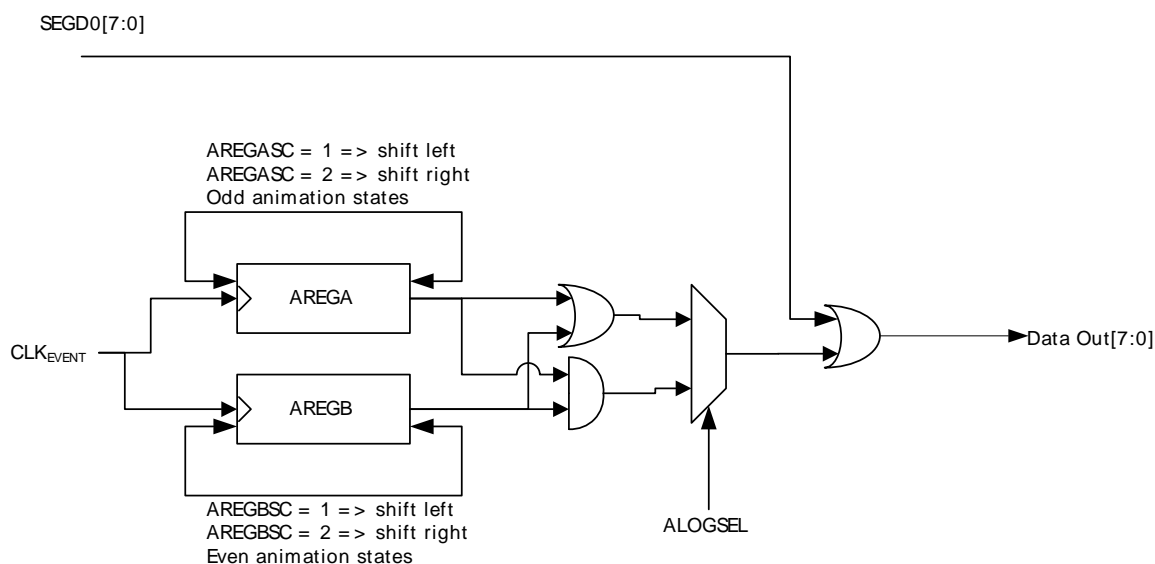 SEGD0[7:0]
AREGASC = 1 => shift left
AREGASC = 2 => shift right
Odd animation states
AREGA
CLKEVENT
AREGB
Data Out[7:0]
AREGBSC = 1 => shift left
AREGBSC = 2 => shift right
Even animation states
ALOGSEL